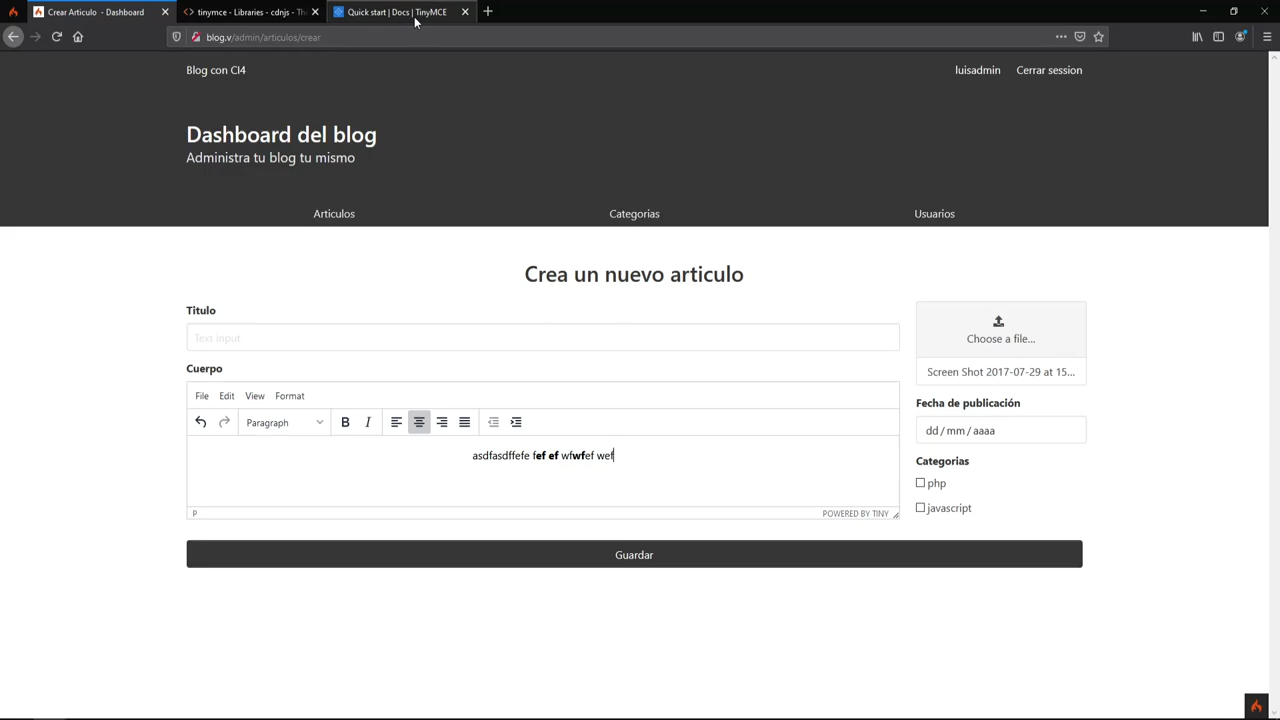 Crear Articulo - Dashboard
tinymce - Libraries - cdnjs - Th
Quick start | Docs | TinyMCE
blog.v/admin/articulos/crear
Blog con CI4
luisadmin
Cerrar session
Dashboard del blog
Administra tu blog tu mismo
Articulos
Categorias
Usuarios
Crea un nuevo articulo
Titulo
Text input
Choose a file...
Screen Shot 2017-07-29 at 15...
Cuerpo
File Edit View Format
Paragraph
B I
asdfasdffefe fef ef wfwfef wef
P
POWERED BY TINY
Fecha de publicación
dd / mm / aaaa
Categorias
php
javascript
Guardar